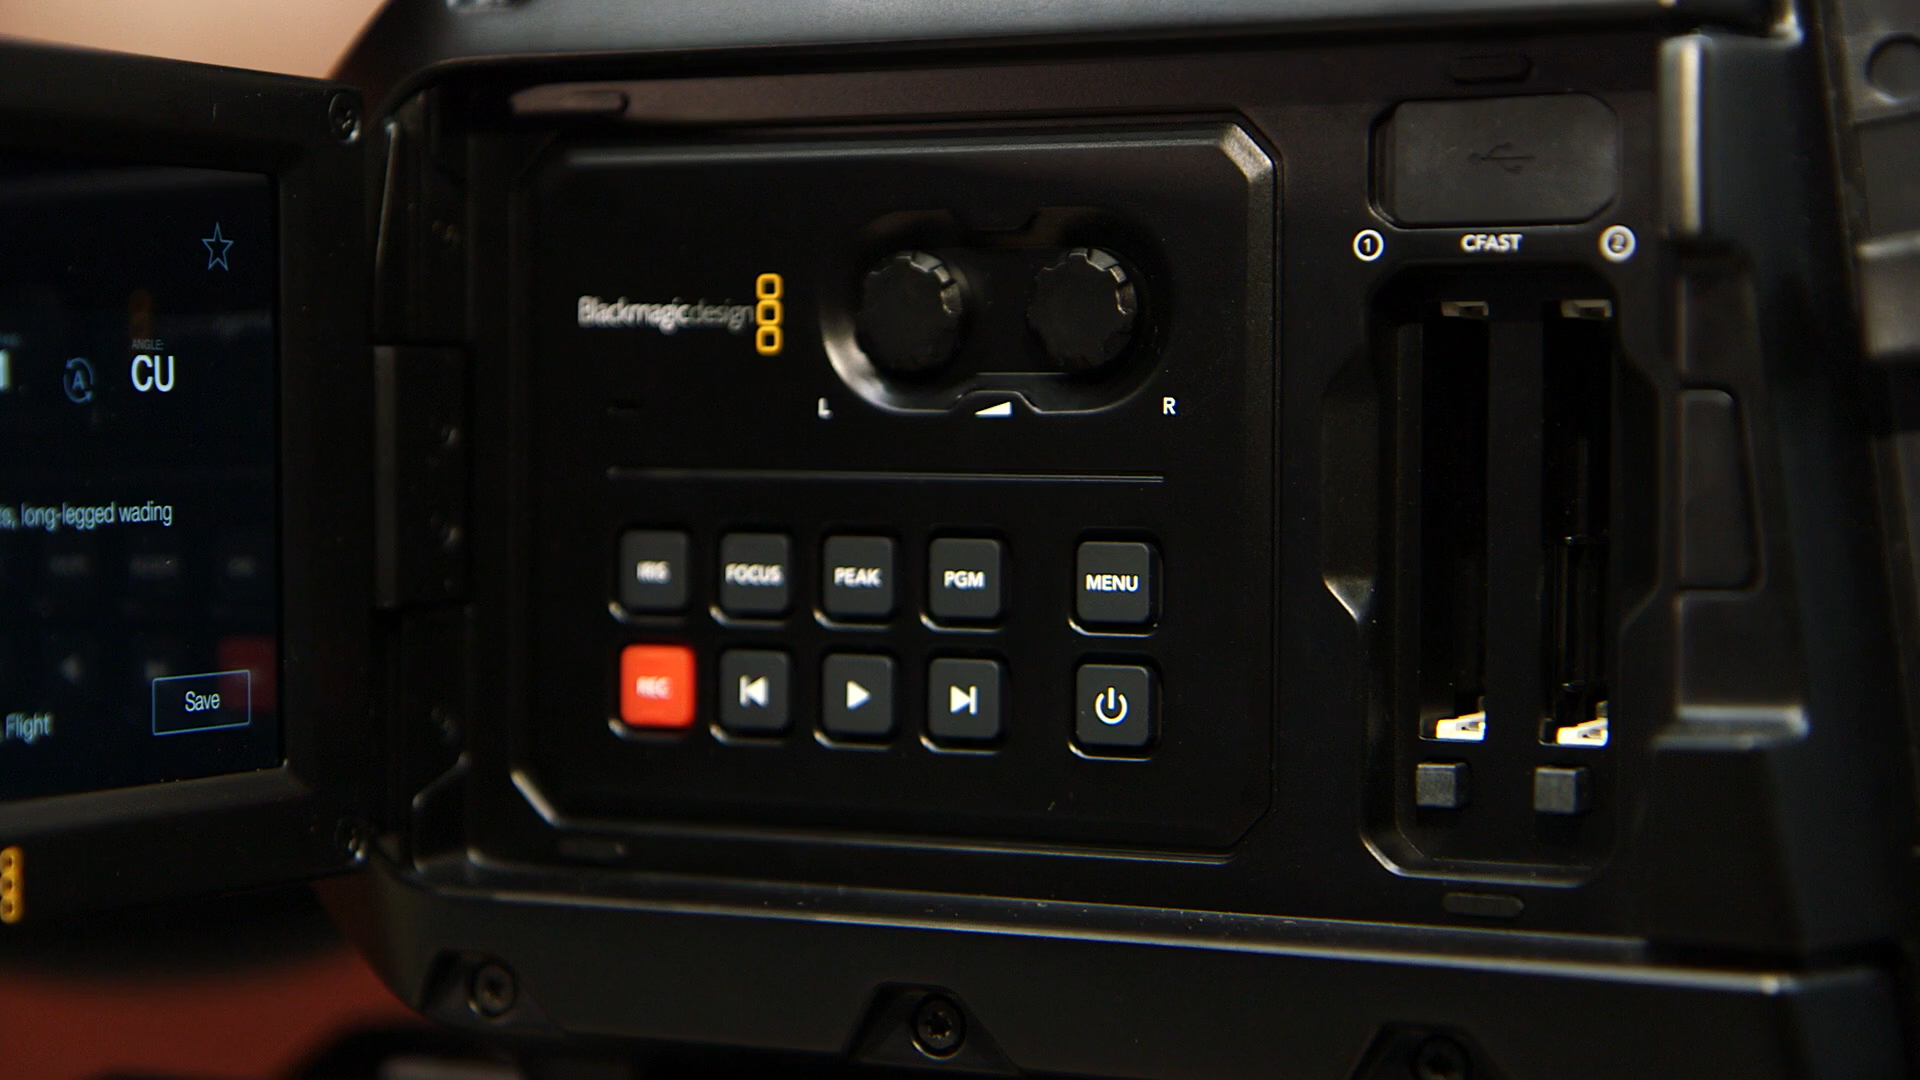 ANGLE:
CU
A
long-legged wading
Flight
Save
Blackmagicdesign
L
R
IRIS
FOCUS
PEAK
PGM
MENU
REC
1
CFAST
2